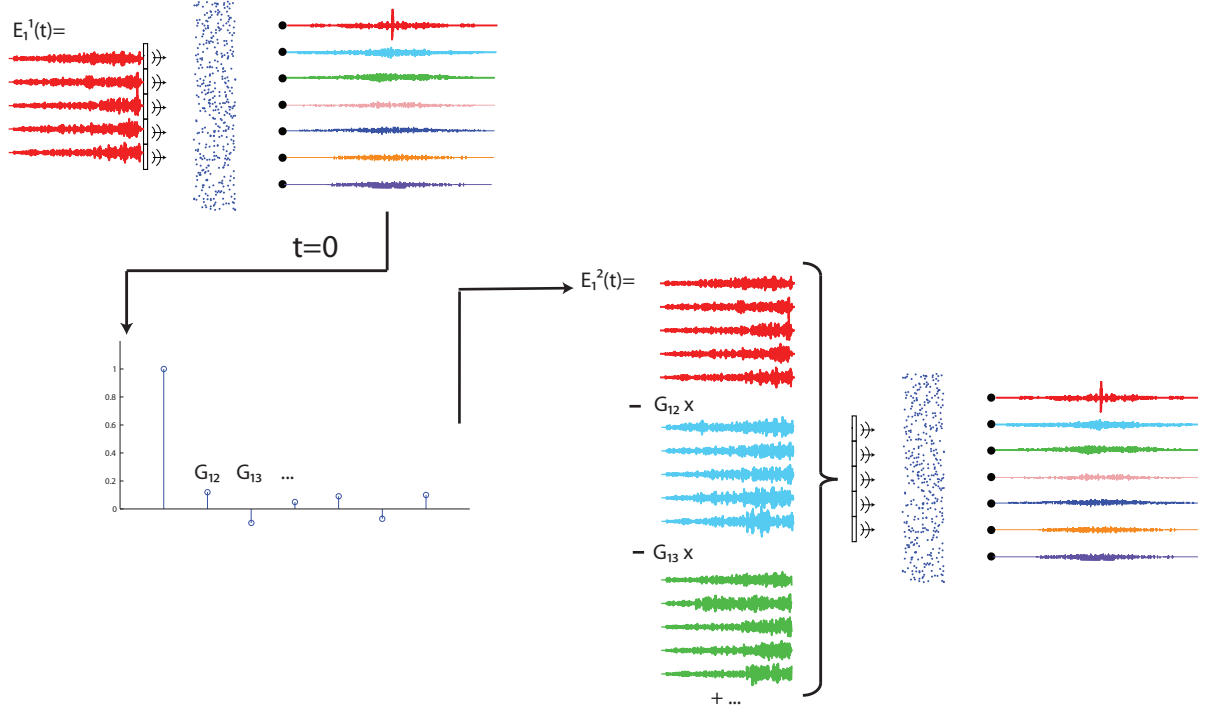 E₁¹(t)=
t=0
E₁²(t)=
1
0.8
0.6
0.4
0.2
0
G₁₂ G₁₃ ...
− G₁₂ x
− G₁₃ x
+ ...